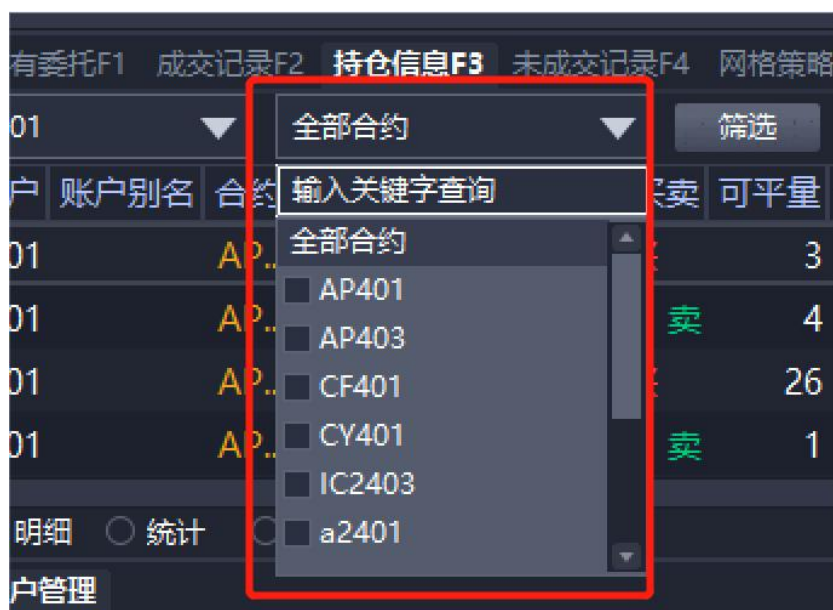 有委托F1 成交记录F2 持仓信息F3 未成交记录F4 网格策略
01 全部合约 筛选
户 账户别名 合约 输入关键字查询 买卖 可平量
全部合约
01 AP.. 3
AP401
01 AP.. 卖 4
AP403
01 AP.. 26
CF401
01 AP.. 卖 1
CY401
IC2403
明细 统计 a2401
户管理